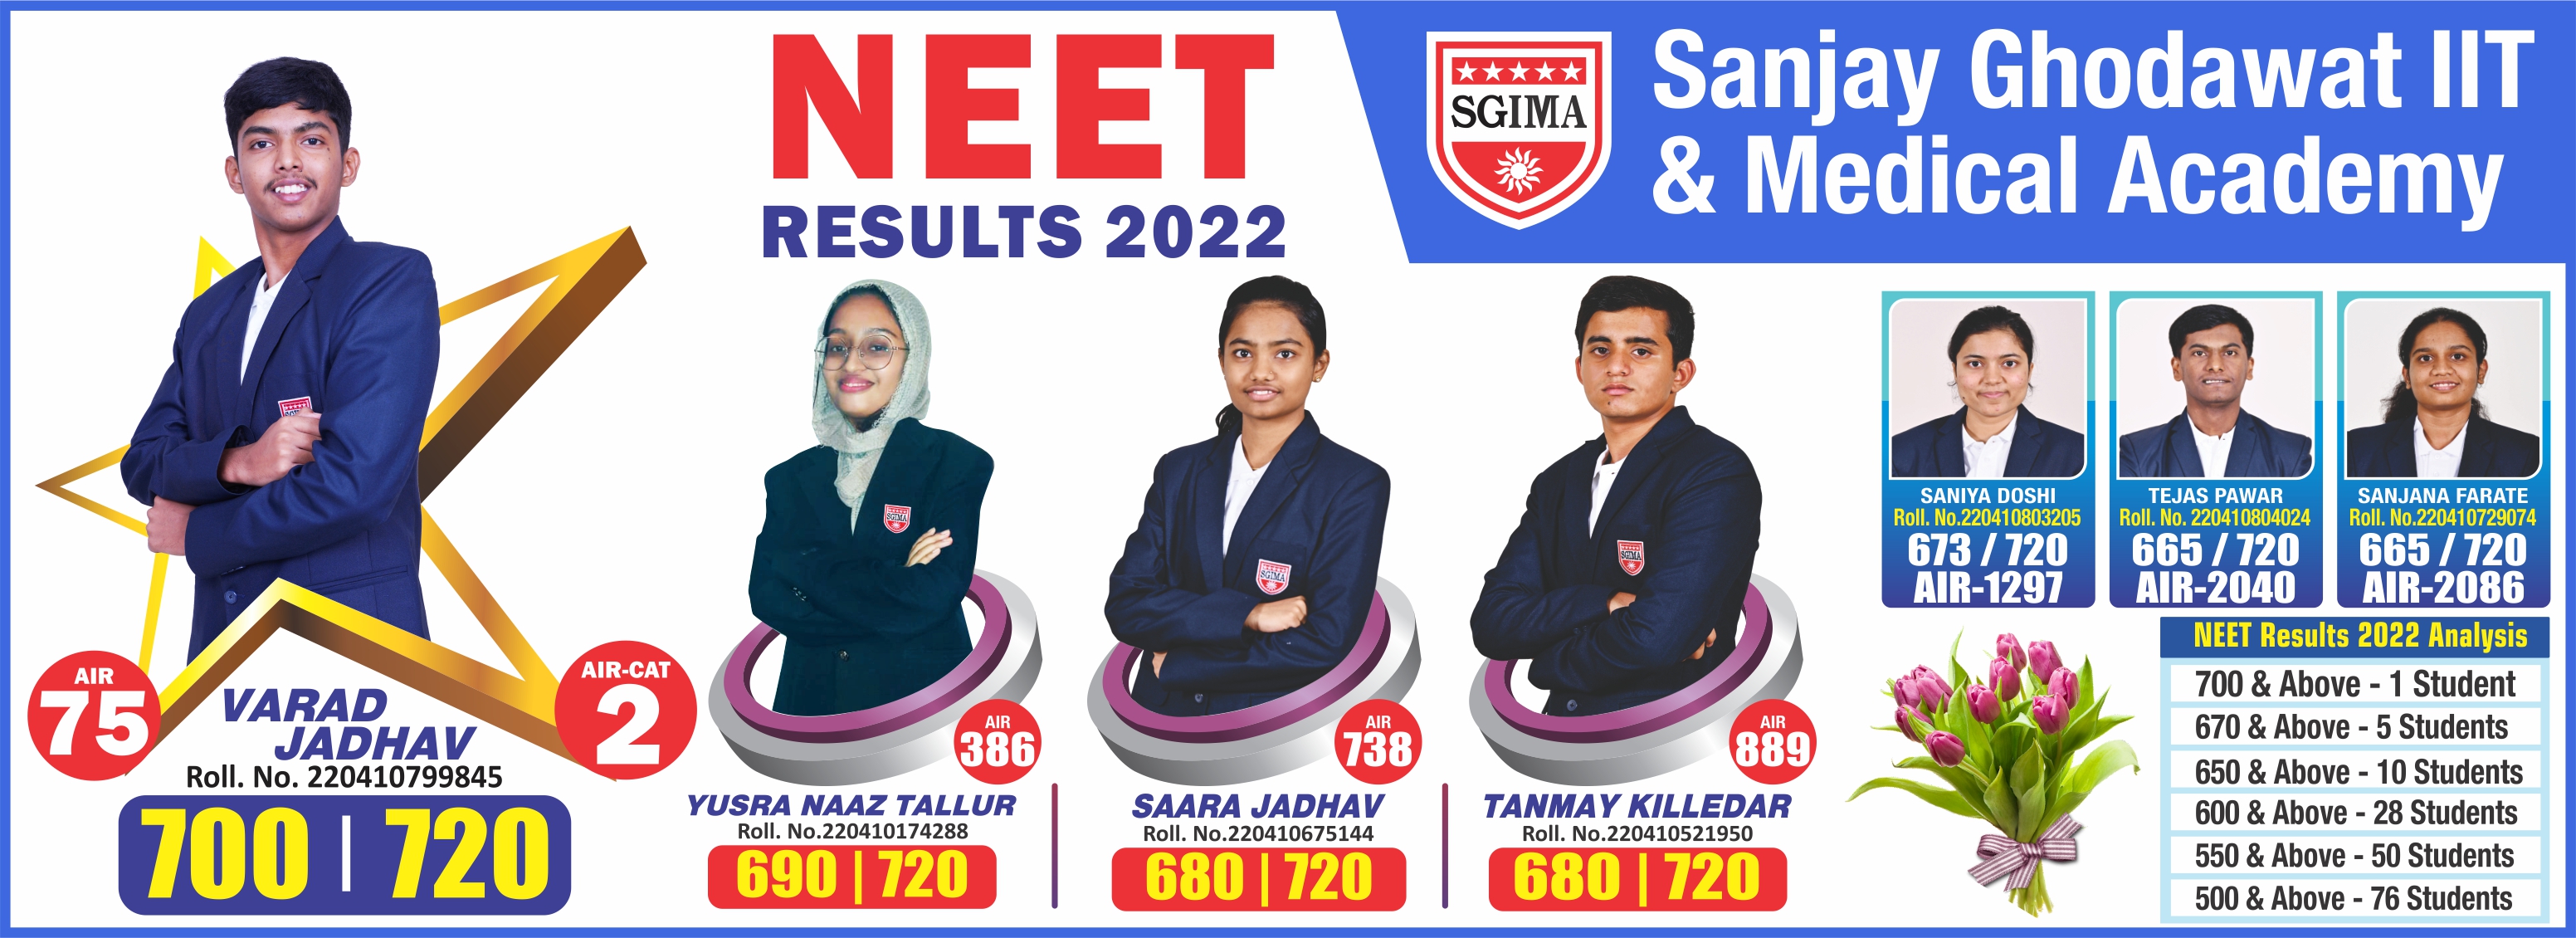 NEET
RESULTS 2022
SGIMA
Sanjay Ghodawat IIT
& Medical Academy
AIR
75
AIR-CAT
2
VARAD
JADHAV
Roll. No. 220410799845
700 | 720
SGIMA
AIR
386
YUSRA NAAZ TALLUR
Roll. No.220410174288
690 | 720
SGIMA
AIR
738
SAARA JADHAV
Roll. No.220410675144
680 | 720
SGIMA
AIR
889
TANMAY KILLEDAR
Roll. No.220410521950
680 | 720
SANIYA DOSHI
Roll. No.220410803205
673 / 720
AIR-1297
TEJAS PAWAR
Roll. No. 220410804024
665 / 720
AIR-2040
SANJANA FARATE
Roll. No.220410729074
665 / 720
AIR-2086
NEET Results 2022 Analysis
700 & Above - 1 Student
670 & Above - 5 Students
650 & Above - 10 Students
600 & Above - 28 Students
550 & Above - 50 Students
500 & Above - 76 Students